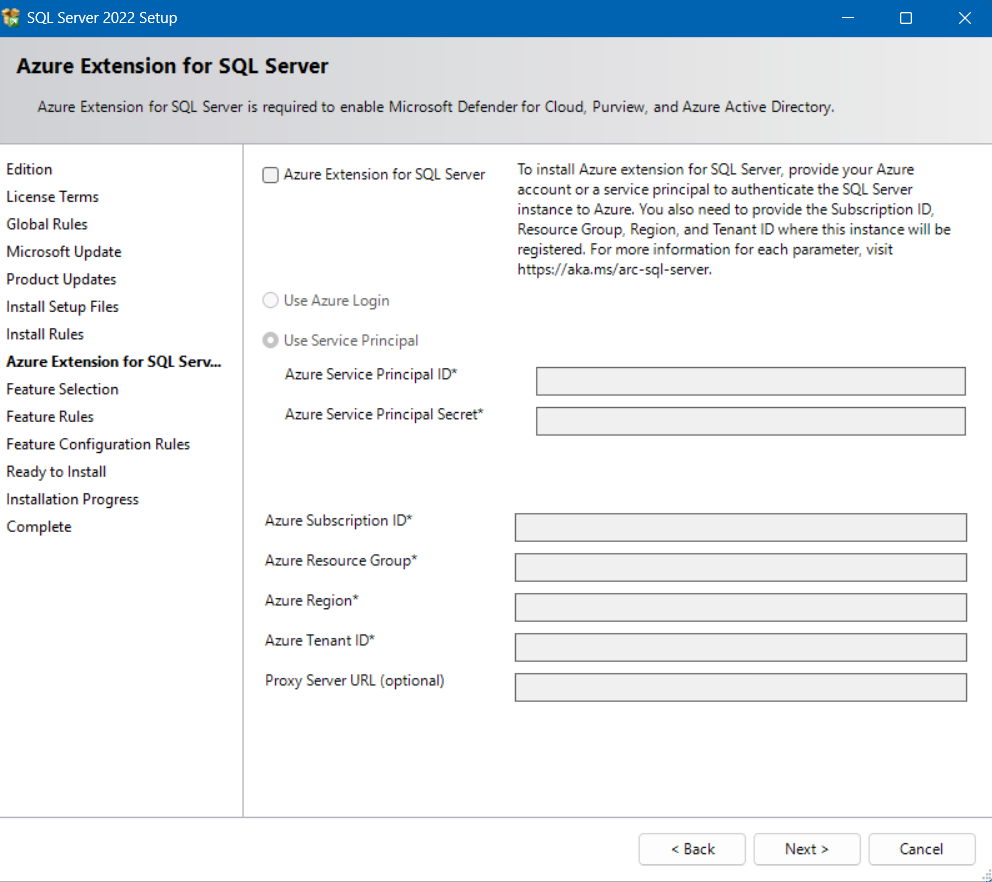 SQL Server 2022 Setup
Azure Extension for SQL Server
Azure Extension for SQL Server is required to enable Microsoft Defender for Cloud, Purview, and Azure Active Directory.
Edition
License Terms
Global Rules
Microsoft Update
Product Updates
Install Setup Files
Install Rules
Azure Extension for SQL Serv...
Feature Selection
Feature Rules
Feature Configuration Rules
Ready to Install
Installation Progress
Complete
Azure Extension for SQL Server
To install Azure extension for SQL Server, provide your Azure
account or a service principal to authenticate the SQL Server
instance to Azure. You also need to provide the Subscription ID,
Resource Group, Region, and Tenant ID where this instance will be
registered. For more information for each parameter, visit
https://aka.ms/arc-sql-server.
Use Azure Login
Use Service Principal
Azure Service Principal ID*
Azure Service Principal Secret*
Azure Subscription ID*
Azure Resource Group*
Azure Region*
Azure Tenant ID*
Proxy Server URL (optional)
< Back
Next >
Cancel